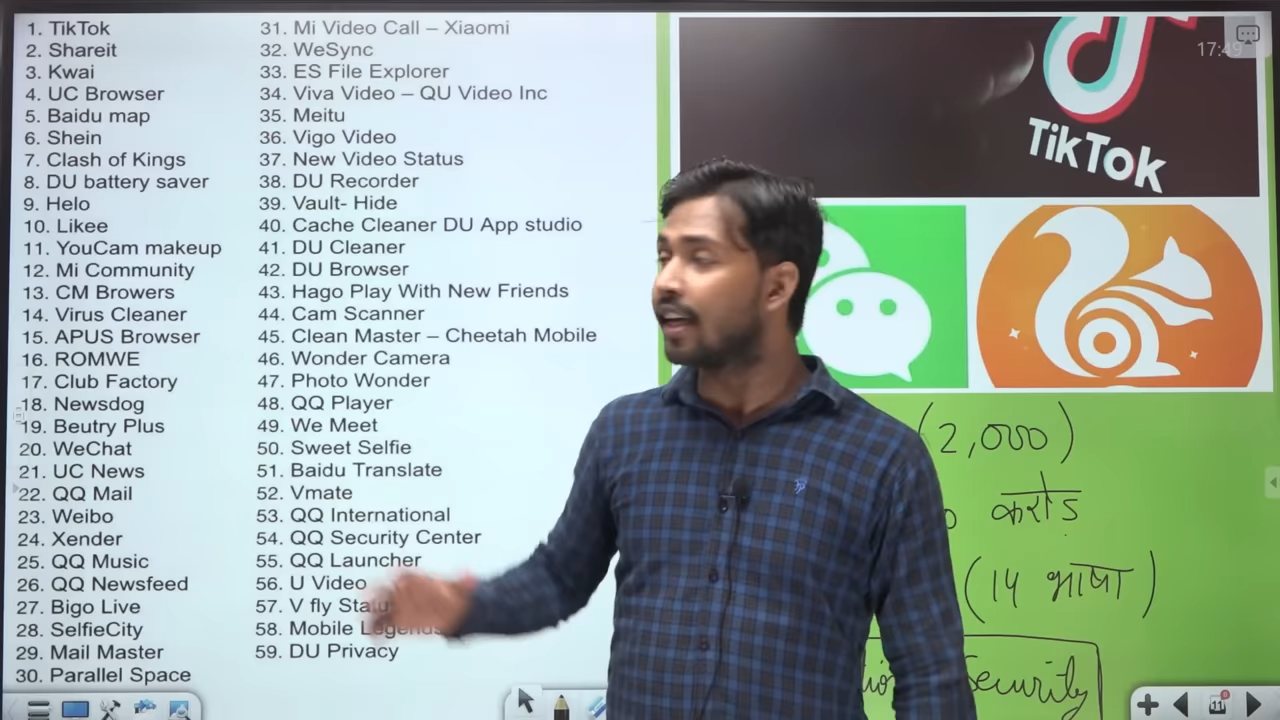 1. TikTok
2. Shareit
3. Kwai
4. UC Browser
5. Baidu map
6. Shein
7. Clash of Kings
8. DU battery saver
9. Helo
10. Likee
11. YouCam makeup
12. Mi Community
13. CM Browers
14. Virus Cleaner
15. APUS Browser
16. ROMWE
17. Club Factory
18. Newsdog
19. Beutry Plus
20. WeChat
21. UC News
22. QQ Mail
23. Weibo
24. Xender
25. QQ Music
26. QQ Newsfeed
27. Bigo Live
28. SelfieCity
29. Mail Master
30. Parallel Space
31. Mi Video Call – Xiaomi
32. WeSync
33. ES File Explorer
34. Viva Video – QU Video Inc
35. Meitu
36. Vigo Video
37. New Video Status
38. DU Recorder
39. Vault- Hide
40. Cache Cleaner DU App studio
41. DU Cleaner
42. DU Browser
43. Hago Play With New Friends
44. Cam Scanner
45. Clean Master – Cheetah Mobile
46. Wonder Camera
47. Photo Wonder
48. QQ Player
49. We Meet
50. Sweet Selfie
51. Baidu Translate
52. Vmate
53. QQ International
54. QQ Security Center
55. QQ Launcher
56. U Video
57. V fly Statu
58. Mobile Legends
59. DU Privacy
17:49
TikTok
(2,000)
करोड़
(14 भाषा)
Security
11